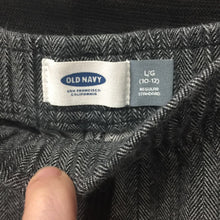 OLD NAVY
SAN FRANCISCO
CALIFORNIA
L/G
(10-12)
REGULAR
STANDARD